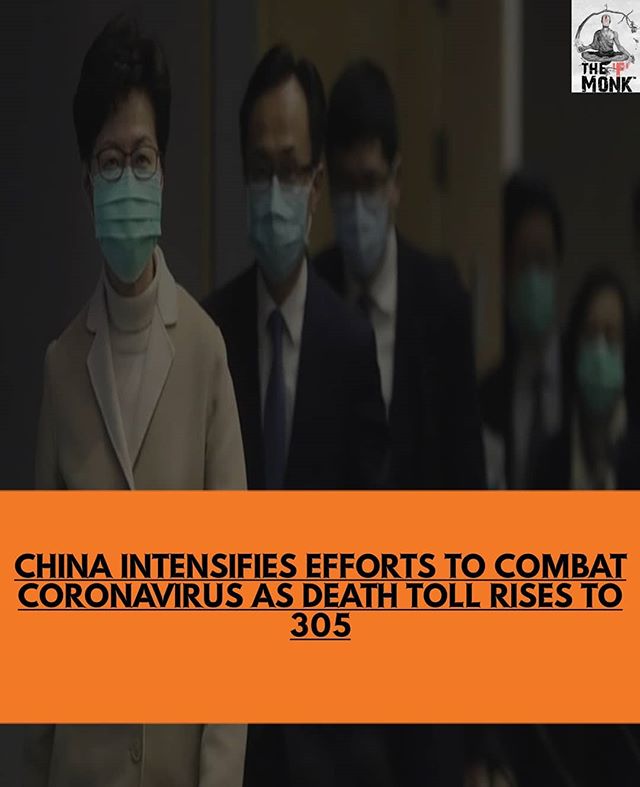 THE
MONK
CHINA INTENSIFIES EFFORTS TO COMBAT
CORONAVIRUS AS DEATH TOLL RISES TO
305